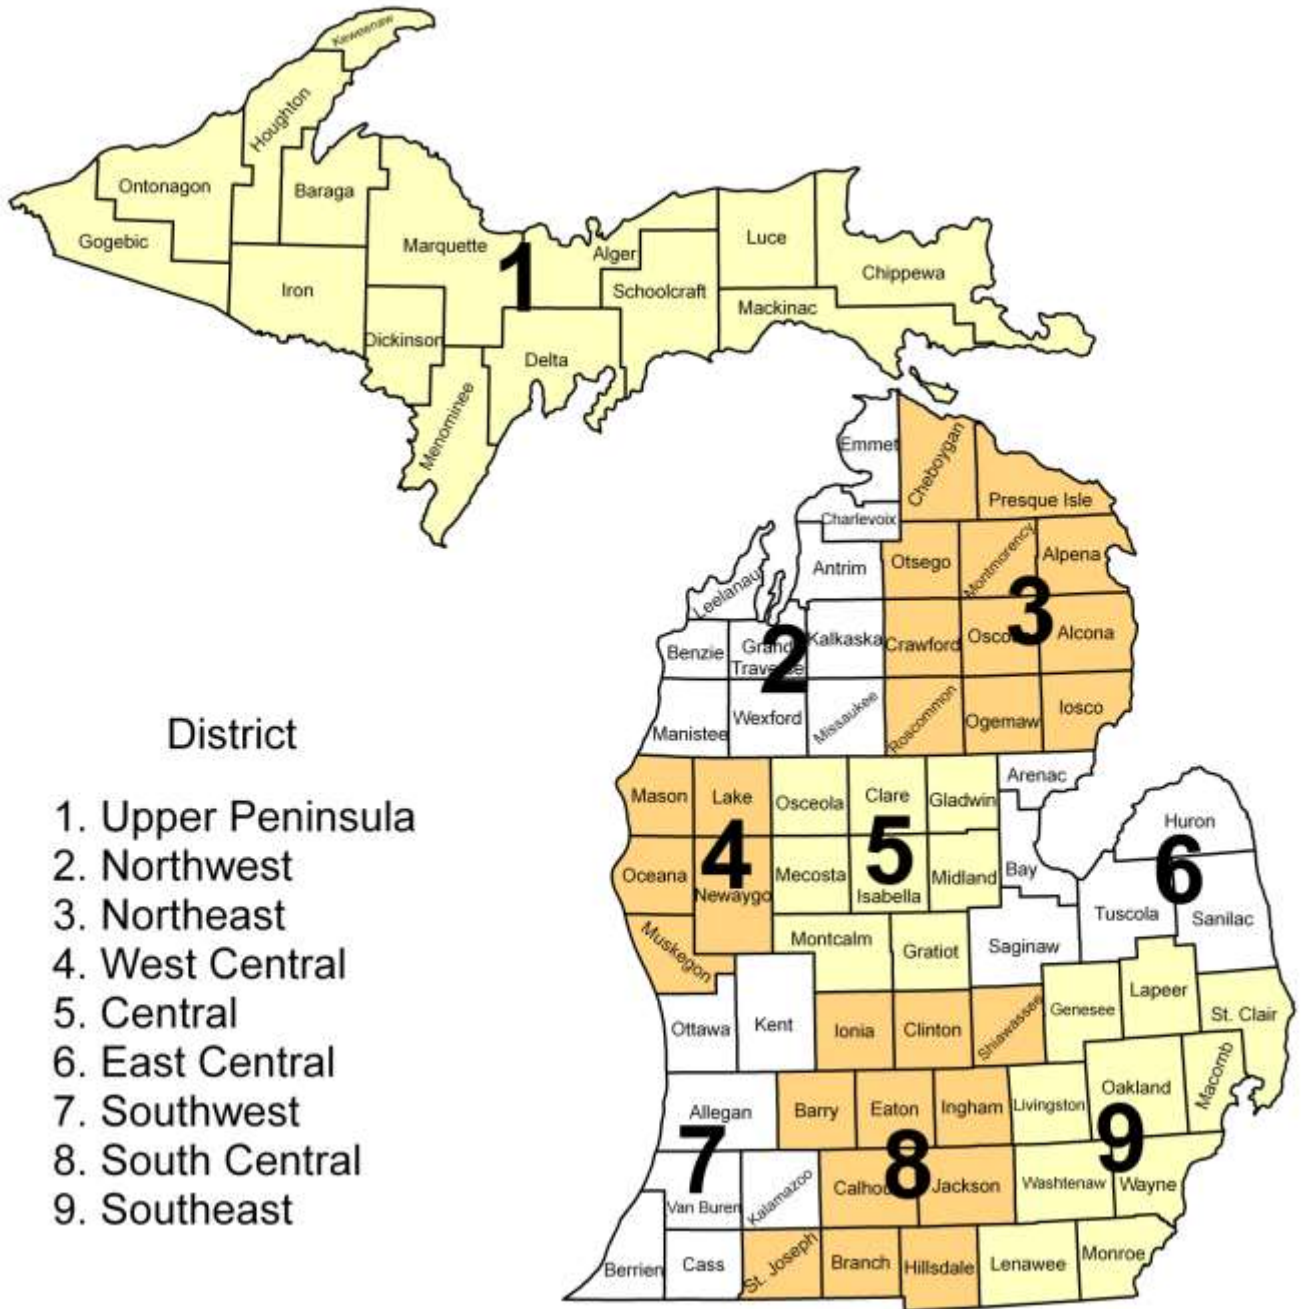 Keweenaw
Houghton
Ontonagon
Baraga
Gogebic
Marquette
1
Alger
Luce
Chippewa
Iron
Schoolcraft
Mackinac
Dickinson
Delta
Menominee
Emmet
Cheboygan
Presque Isle
Charlevoix
Antrim
Otsego
Montmorency
Alpena
Leelanau
2
3
Benzie
Grand
Traverse
Kalkaska
Crawford
Alcona
Manistee
Wexford
Missaukee
Roscommon
Ogemaw
Iosco
District
1. Upper Peninsula
2. Northwest
3. Northeast
4. West Central
5. Central
6. East Central
7. Southwest
8. South Central
9. Southeast
Mason
Lake
Osceola
Clare
Gladwin
Arenac
Huron
4
5
6
Oceana
Newaygo
Mecosta
Isabella
Midland
Bay
Tuscola
Sanilac
Muskegon
Montcalm
Gratiot
Saginaw
Ottawa
Kent
Ionia
Clinton
Shiawassee
Genesee
Lapeer
St. Clair
Allegan
Barry
Eaton
Ingham
Livingston
Oakland
Macomb
7
8
9
Van Buren
Kalamazoo
Calhoun
Jackson
Washtenaw
Wayne
Berrien
Cass
St. Joseph
Branch
Hillsdale
Lenawee
Monroe